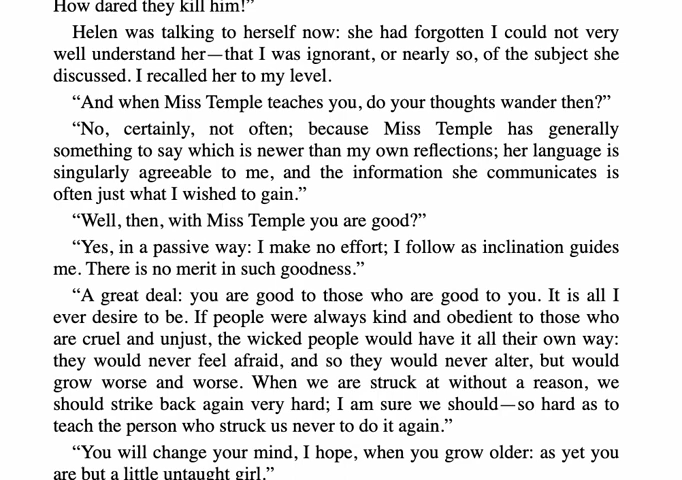 How dared they kill him!”
Helen was talking to herself now: she had forgotten I could not very
well understand her—that I was ignorant, or nearly so, of the subject she
discussed. I recalled her to my level.
“And when Miss Temple teaches you, do your thoughts wander then?”
“No, certainly, not often; because Miss Temple has generally
something to say which is newer than my own reflections; her language is
singularly agreeable to me, and the information she communicates is
often just what I wished to gain.”
“Well, then, with Miss Temple you are good?”
“Yes, in a passive way: I make no effort; I follow as inclination guides
me. There is no merit in such goodness.”
“A great deal: you are good to those who are good to you. It is all I
ever desire to be. If people were always kind and obedient to those who
are cruel and unjust, the wicked people would have it all their own way:
they would never feel afraid, and so they would never alter, but would
grow worse and worse. When we are struck at without a reason, we
should strike back again very hard; I am sure we should—so hard as to
teach the person who struck us never to do it again.”
“You will change your mind, I hope, when you grow older: as yet you
are but a little untaught girl.”